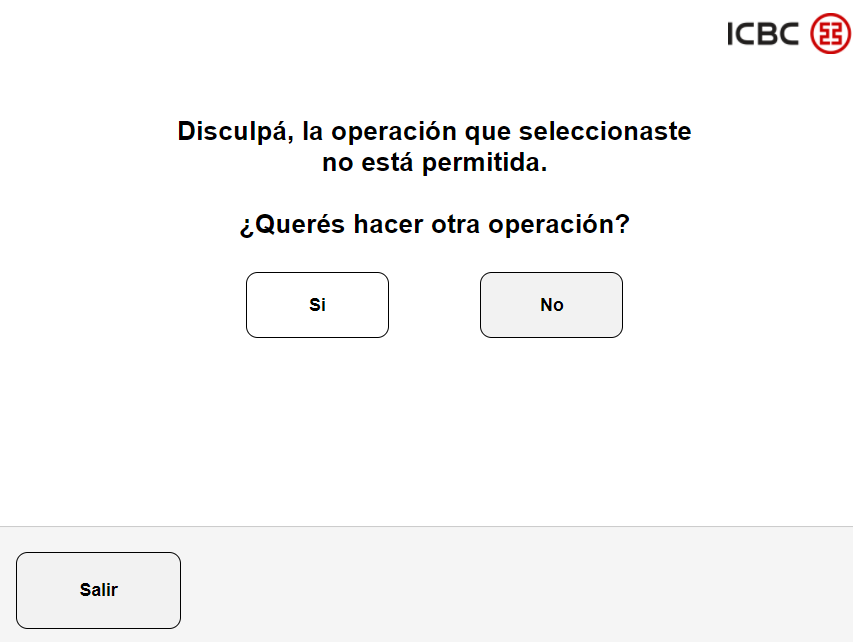 ICBC
Disculpá, la operación que seleccionaste
no está permitida.
¿Querés hacer otra operación?
Si
No
Salir